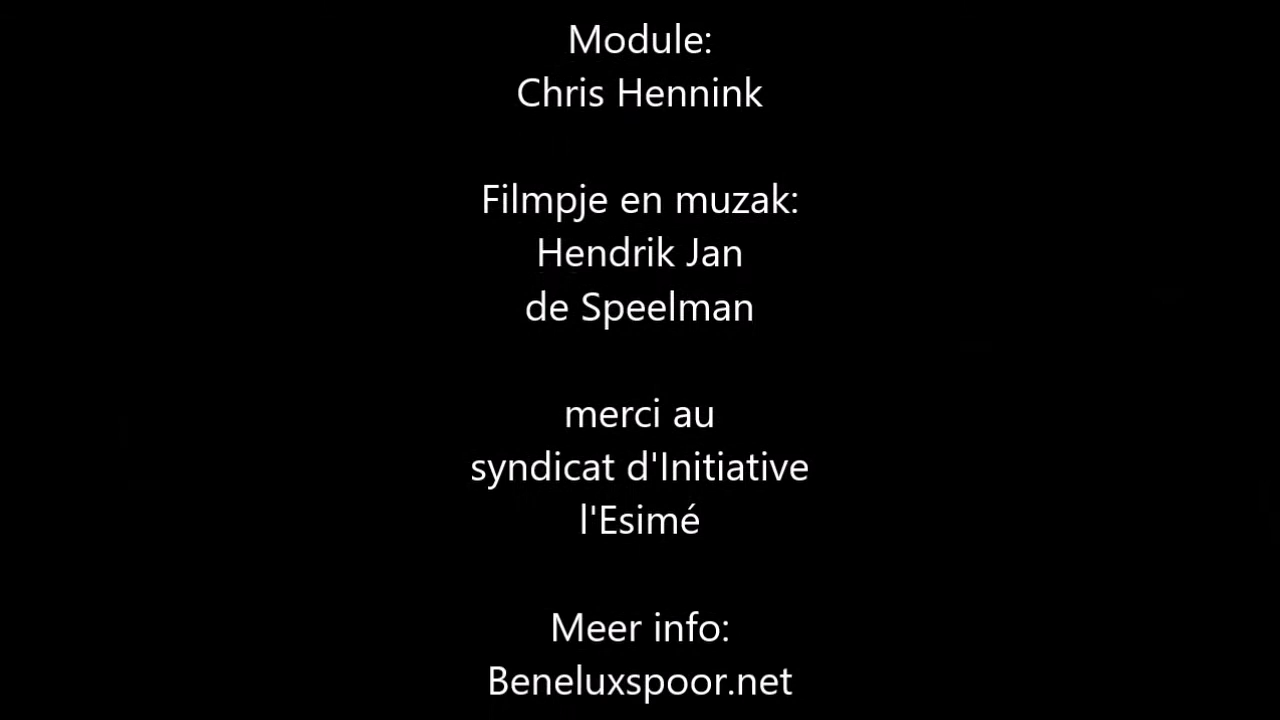 Module:
Chris Hennink
Filmpje en muzak:
Hendrik Jan
de Speelman
merci au
syndicat d'Initiative
l'Esimé
Meer info:
Beneluxspoor.net